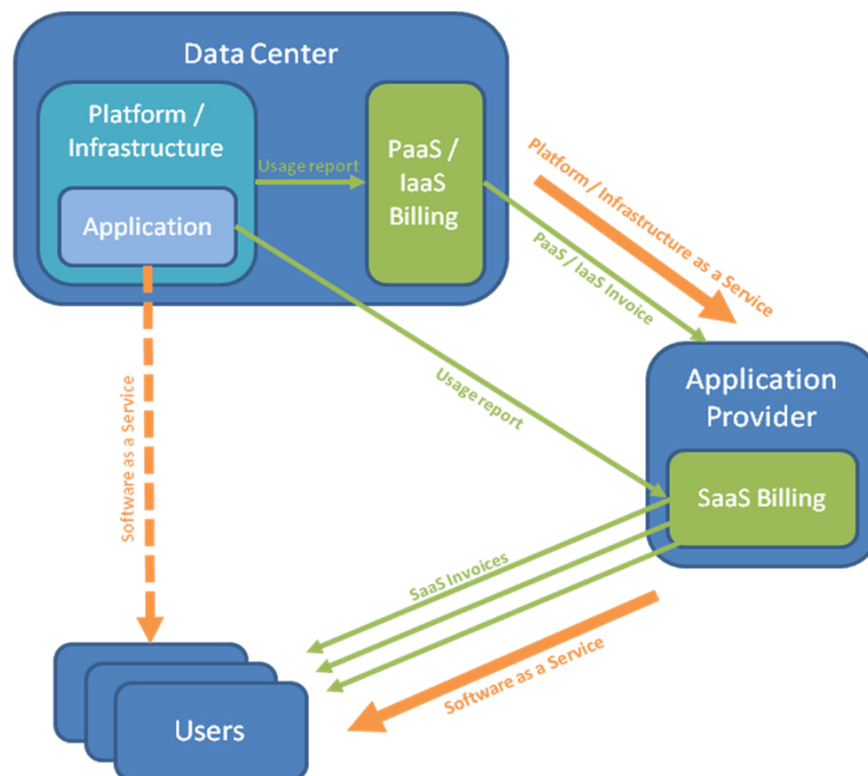 Data Center
Platform /
Infrastructure
Application
Usage report
PaaS /
IaaS
Billing
Platform / Infrastructure as a Service
PaaS / IaaS Invoice
Usage report
Software as a Service
Application
Provider
SaaS Billing
SaaS Invoices
Software as a Service
Users